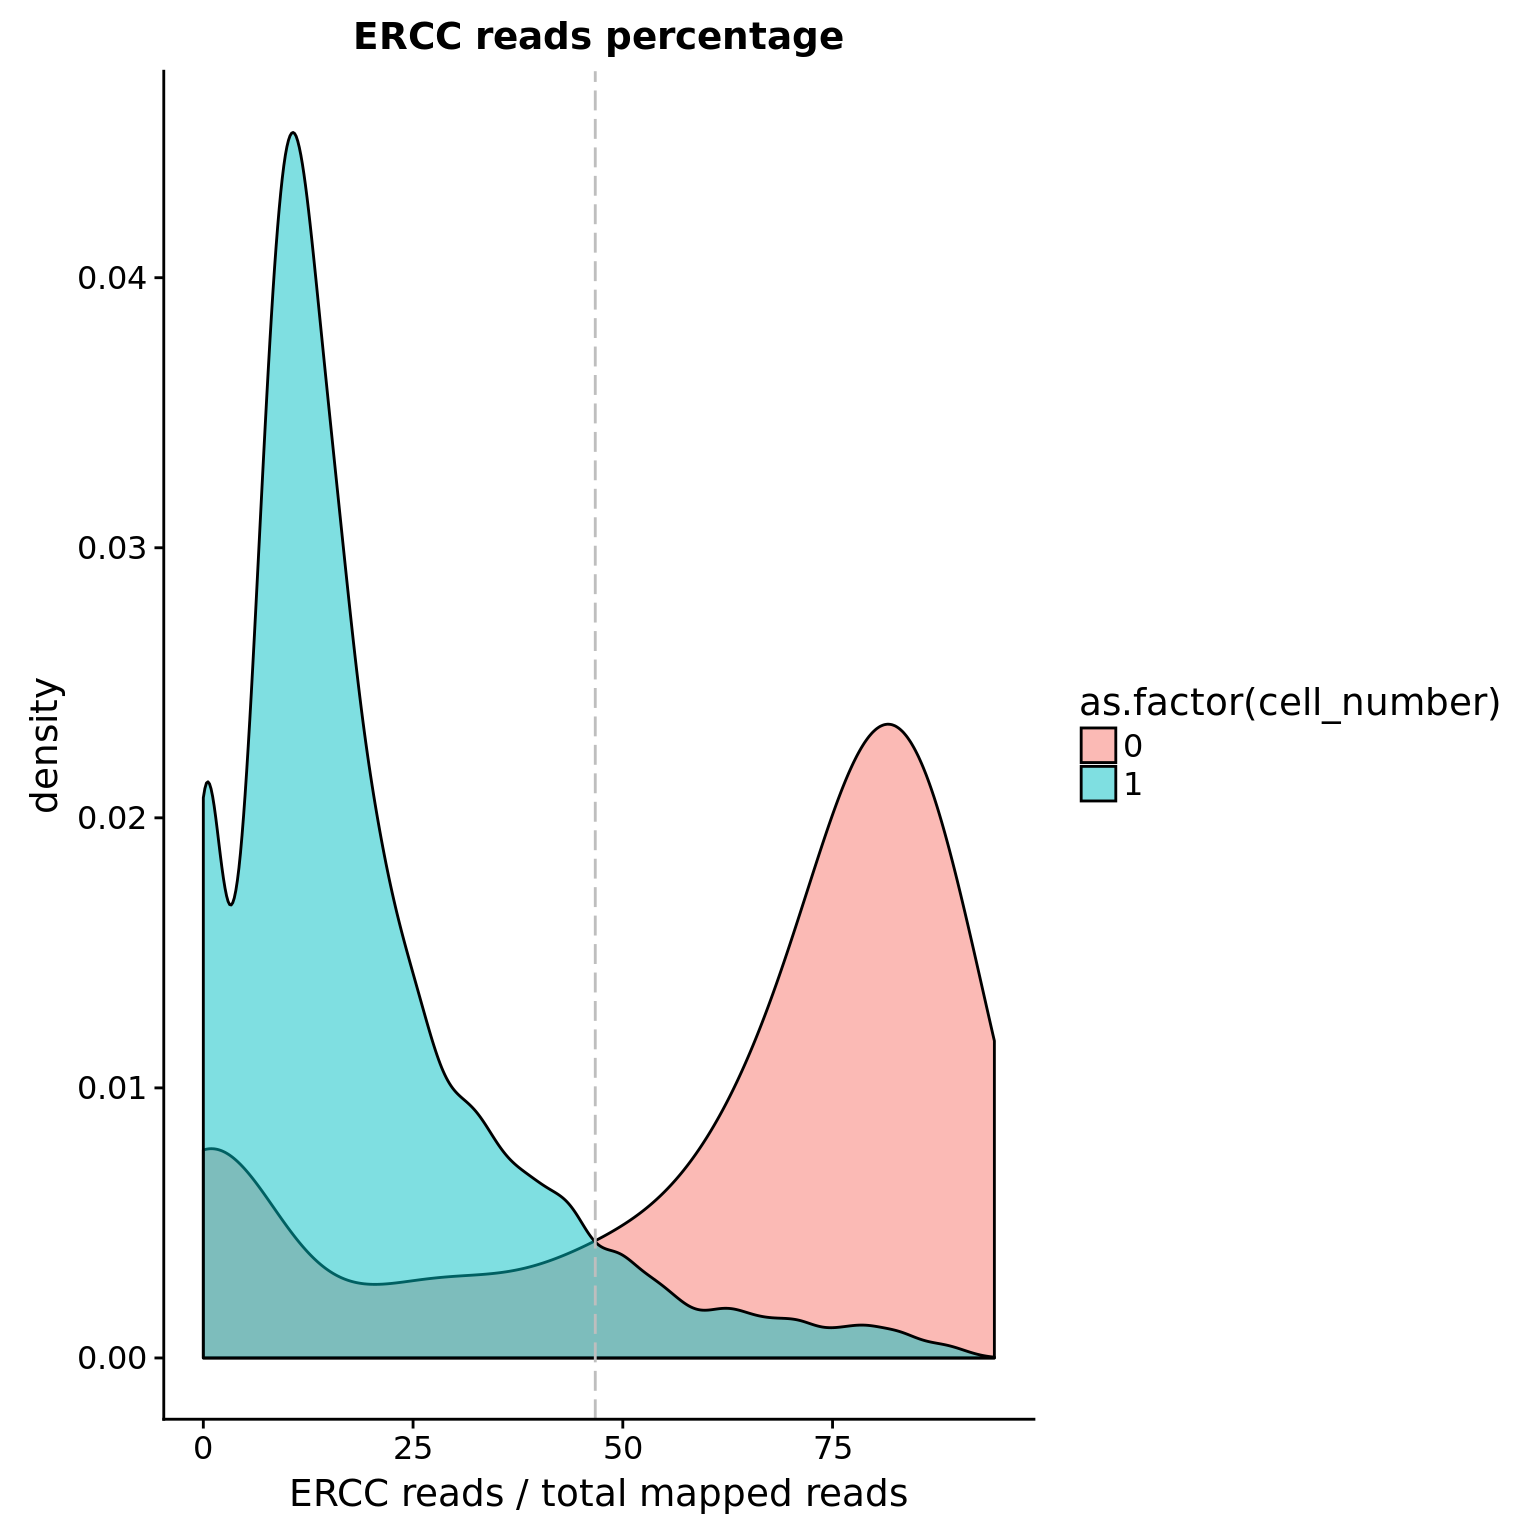 ERCC reads percentage
0.04
0.03
0.02
0.01
0.00
density
0 25 50 75
ERCC reads / total mapped reads
as.factor(cell_number)
0
1